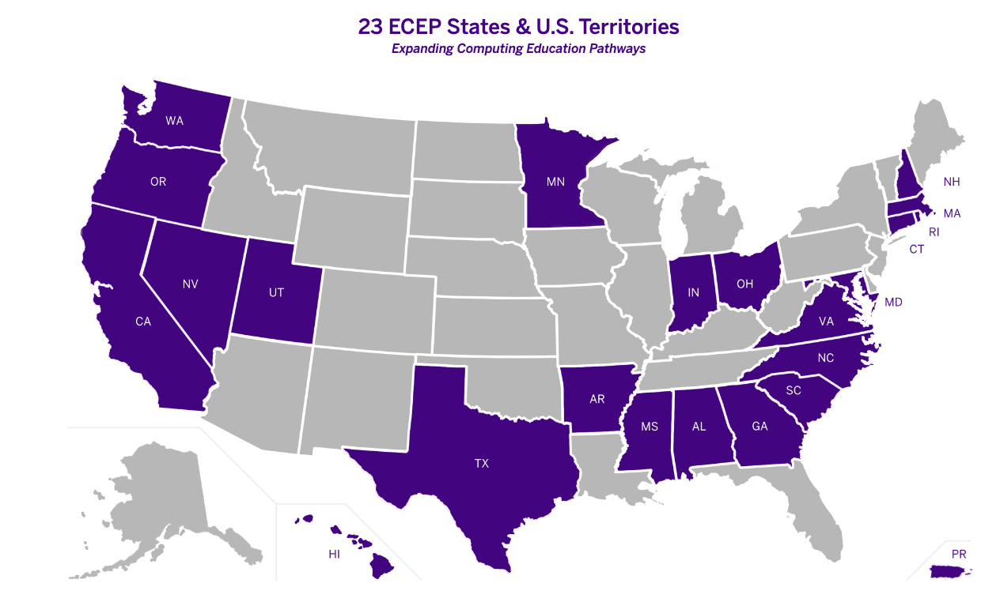 23 ECEP States & U.S. Territories
Expanding Computing Education Pathways
WA
OR
MN
NH
MA
RI
CT
NV
UT
IN
OH
MD
CA
VA
NC
SC
AR
MS
AL
GA
TX
HI
PR